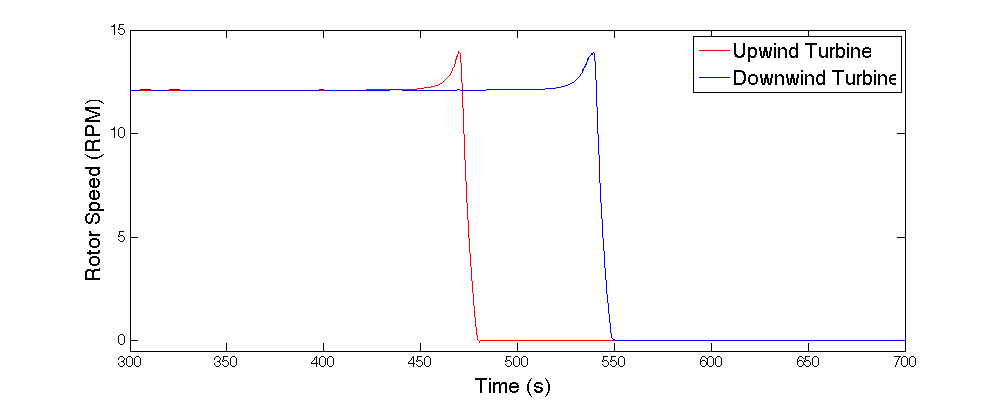 15
10
5
0
Rotor Speed (RPM)
Upwind Turbine
Downwind Turbine
300 350 400 450 500 550 600 650 700
Time (s)